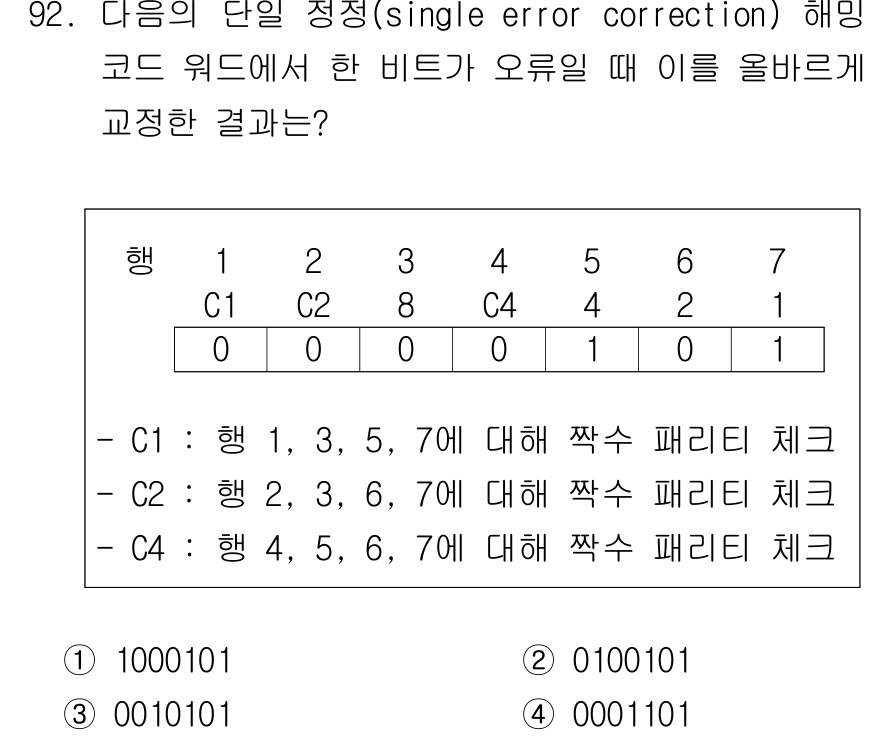 92. 다음의 단일 정정(single error correction) 해밍
코드 워드에서 한 비트가 오류일 때 이를 올바르게
교정한 결과는?
행 1 2 3 4 5 6 7
C1 C2 8 C4 4 2 1
0 0 0 0 1 0 1
- C1 : 행 1, 3, 5, 7에 대해 짝수 패리티 체크
- C2 : 행 2, 3, 6, 7에 대해 짝수 패리티 체크
- C4 : 행 4, 5, 6, 7에 대해 짝수 패리티 체크
① 1000101 ② 0100101
③ 0010101 ④ 0001101